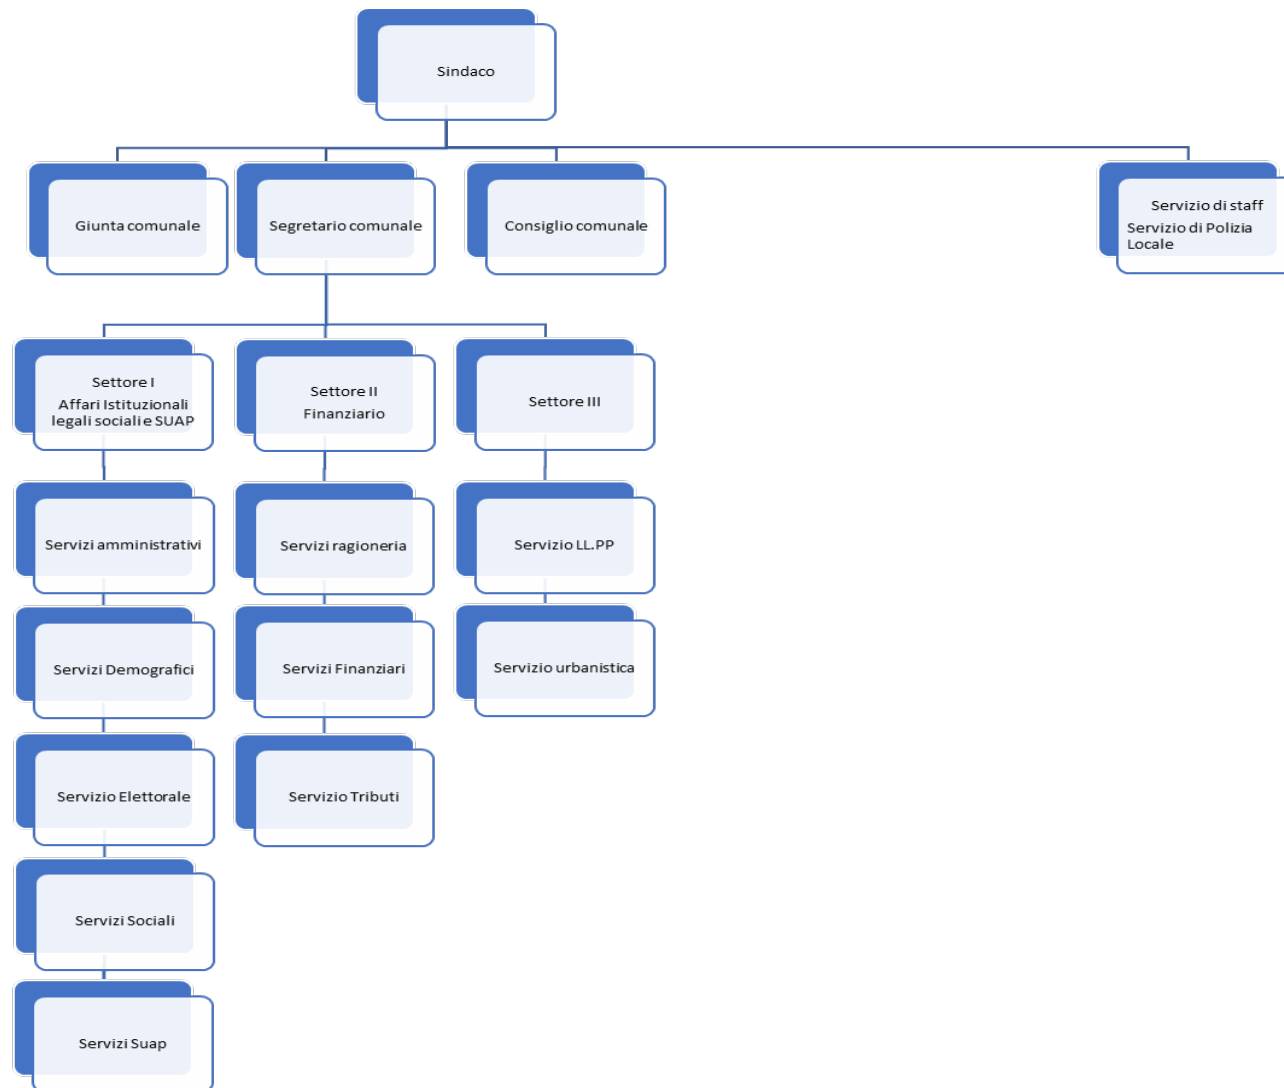 Sindaco
Giunta comunale
Segretario comunale
Consiglio comunale
Servizio di staff
Servizio di Polizia
Locale
Settore I
Affari Istituzionali
legali sociali e SUAP
Settore II
Finanziario
Settore III
Servizi amministrativi
Servizi ragioneria
Servizio LL.PP
Servizi Demografici
Servizi Finanziari
Servizio urbanistica
Servizio Elettorale
Servizio Tributi
Servizi Sociali
Servizi Suap